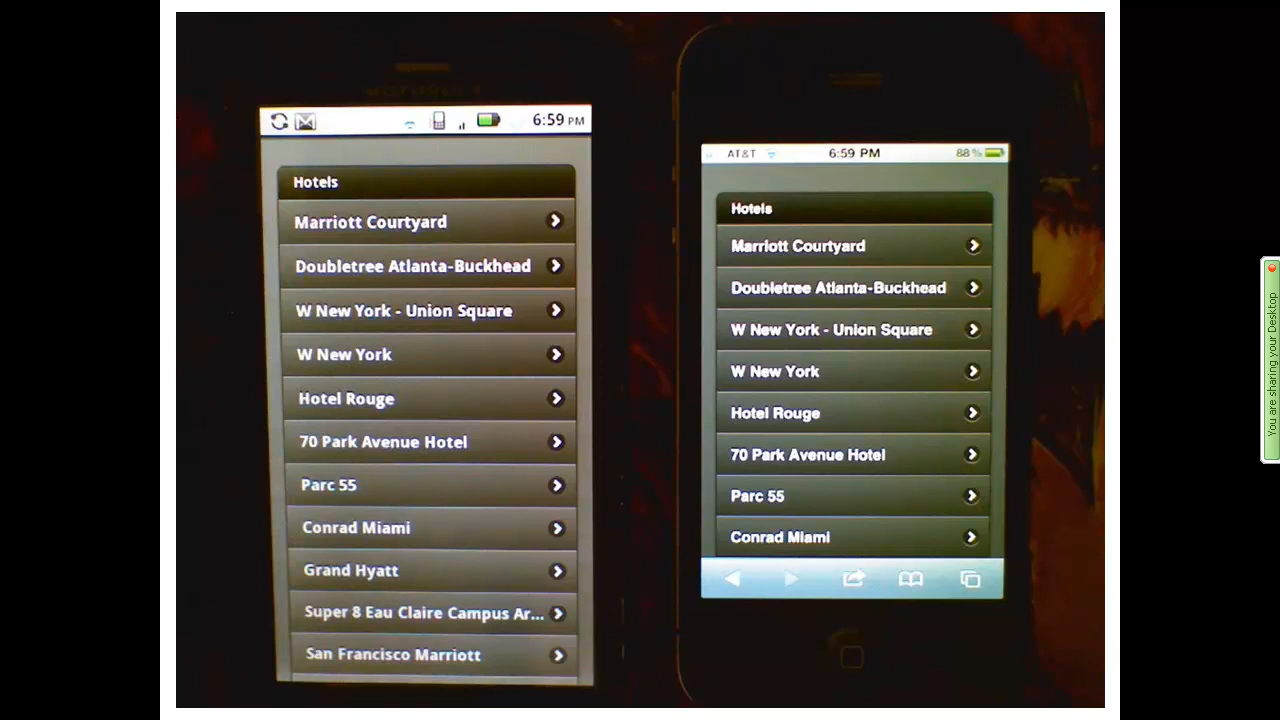 MOTOROLA
6:59 PM
Hotels
Marriott Courtyard
Doubletree Atlanta-Buckhead
W New York - Union Square
W New York
Hotel Rouge
70 Park Avenue Hotel
Parc 55
Conrad Miami
Grand Hyatt
Super 8 Eau Claire Campus Ar...
San Francisco Marriott
AT&T 6:59 PM 88%
Hotels
Marriott Courtyard
Doubletree Atlanta-Buckhead
W New York - Union Square
W New York
Hotel Rouge
70 Park Avenue Hotel
Parc 55
Conrad Miami
You are sharing your Desktop